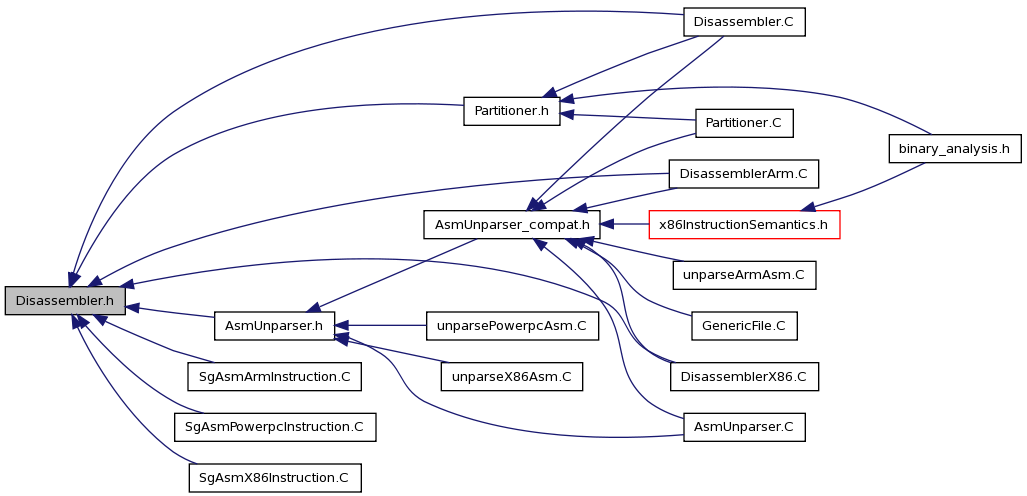 Disassembler.C
Partitioner.h
Partitioner.C
binary_analysis.h
DisassemblerArm.C
AsmUnparser_compat.h
x86InstructionSemantics.h
unparseArmAsm.C
Disassembler.h
AsmUnparser.h
unparsePowerpcAsm.C
GenericFile.C
SgAsmArmInstruction.C
unparseX86Asm.C
DisassemblerX86.C
SgAsmPowerpcInstruction.C
AsmUnparser.C
SgAsmX86Instruction.C